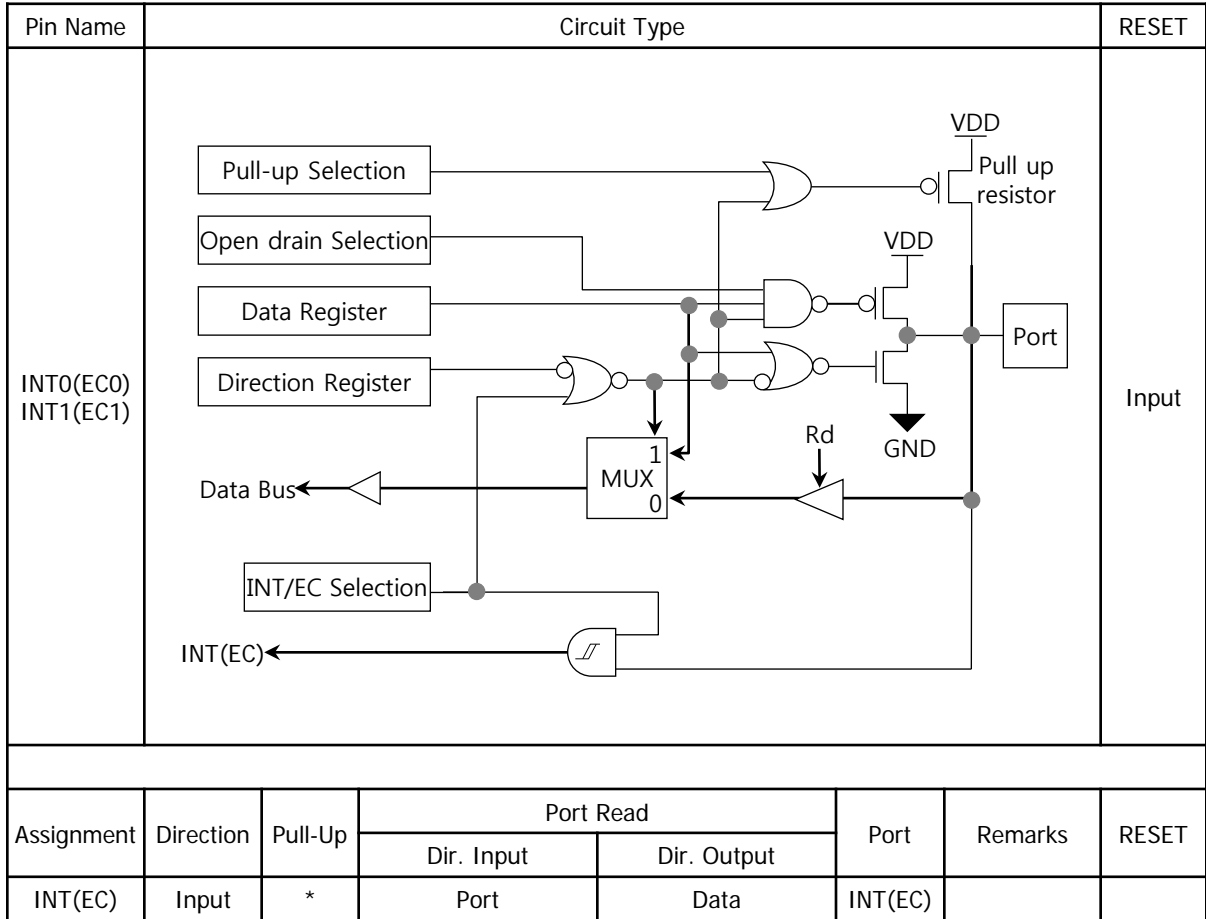 Pin Name
Circuit Type
RESET
INT0(EC0)
INT1(EC1)
VDD
Pull-up Selection
Pull up
resistor
Open drain Selection
VDD
Data Register
Port
Direction Register
GND
Rd
1
MUX
0
Data Bus
INT/EC Selection
INT(EC)
Input
Assignment
Direction
Pull-Up
Port Read
Dir. Input
Dir. Output
Port
Remarks
RESET
INT(EC)
Input
*
Port
Data
INT(EC)